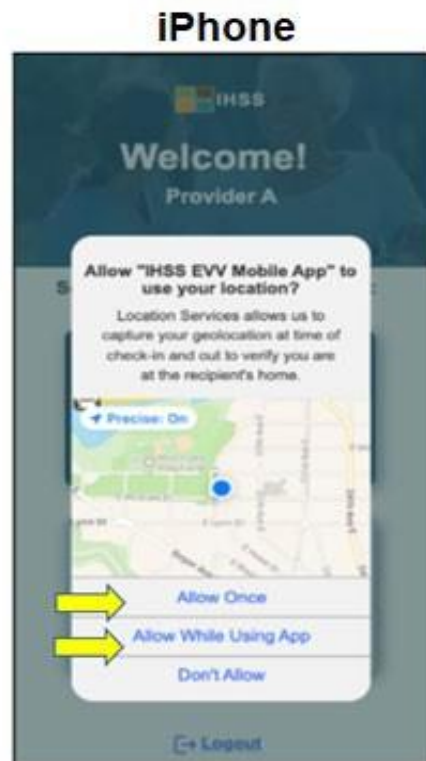 iPhone
IHSS
Welcome!
Provider A
Allow "IHSS EVV Mobile App" to
use your location?
Location Services allows us to
capture your geolocation at time of
check-in and out to verify you are
at the recipient's home.
Precise: On
Allow Once
Allow While Using App
Don't Allow
Logout